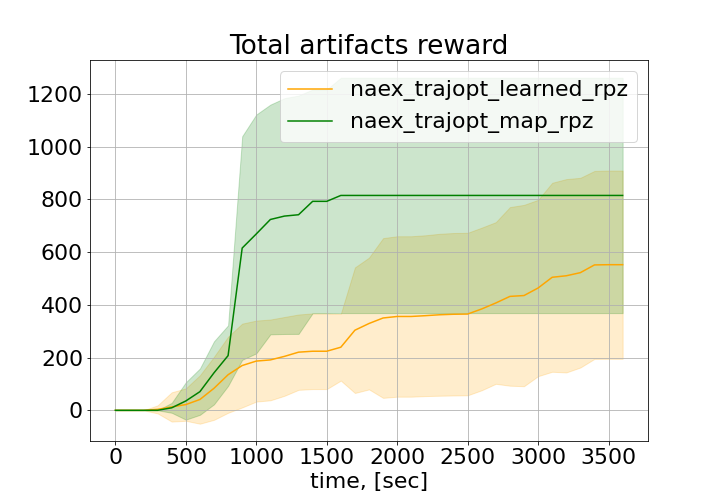 Total artifacts reward
naex_trajopt_learned_rpz
naex_trajopt_map_rpz
1200
1000
800
600
400
200
0
0 500 1000 1500 2000 2500 3000 3500
time, [sec]